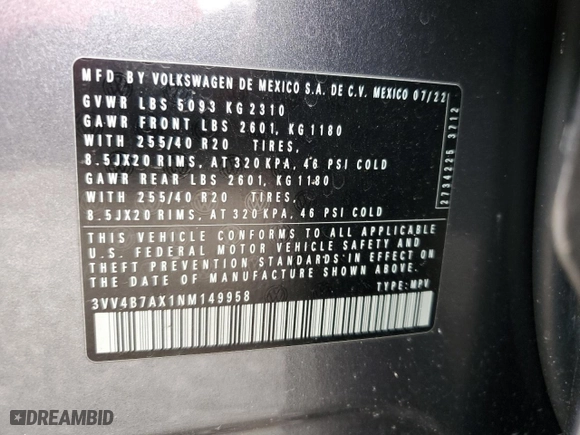 MFD BY VOLKSWAGEN DE MEXICO S.A. DE C.V. MEXICO 07/22
GVWR LBS 5093 KG 2310
GAWR FRONT LBS 2601, KG 1180
WITH 255/40 R20 TIRES,
8.5JX20 RIMS, AT 320 KPA, 46 PSI COLD
GAWR REAR LBS 2601, KG 1180
WITH 255/40 R20 TIRES,
8.5JX20 RIMS, AT 320 KPA, 46 PSI COLD
THIS VEHICLE CONFORMS TO ALL APPLICABLE
U.S. FEDERAL MOTOR VEHICLE SAFETY AND
THEFT PREVENTION STANDARDS IN EFFECT ON
THE DATE OF MANUFACTURE SHOWN ABOVE.
3VV4B7AX1NM149958 TYPE: MPV
2734225 3712
DREAMBID